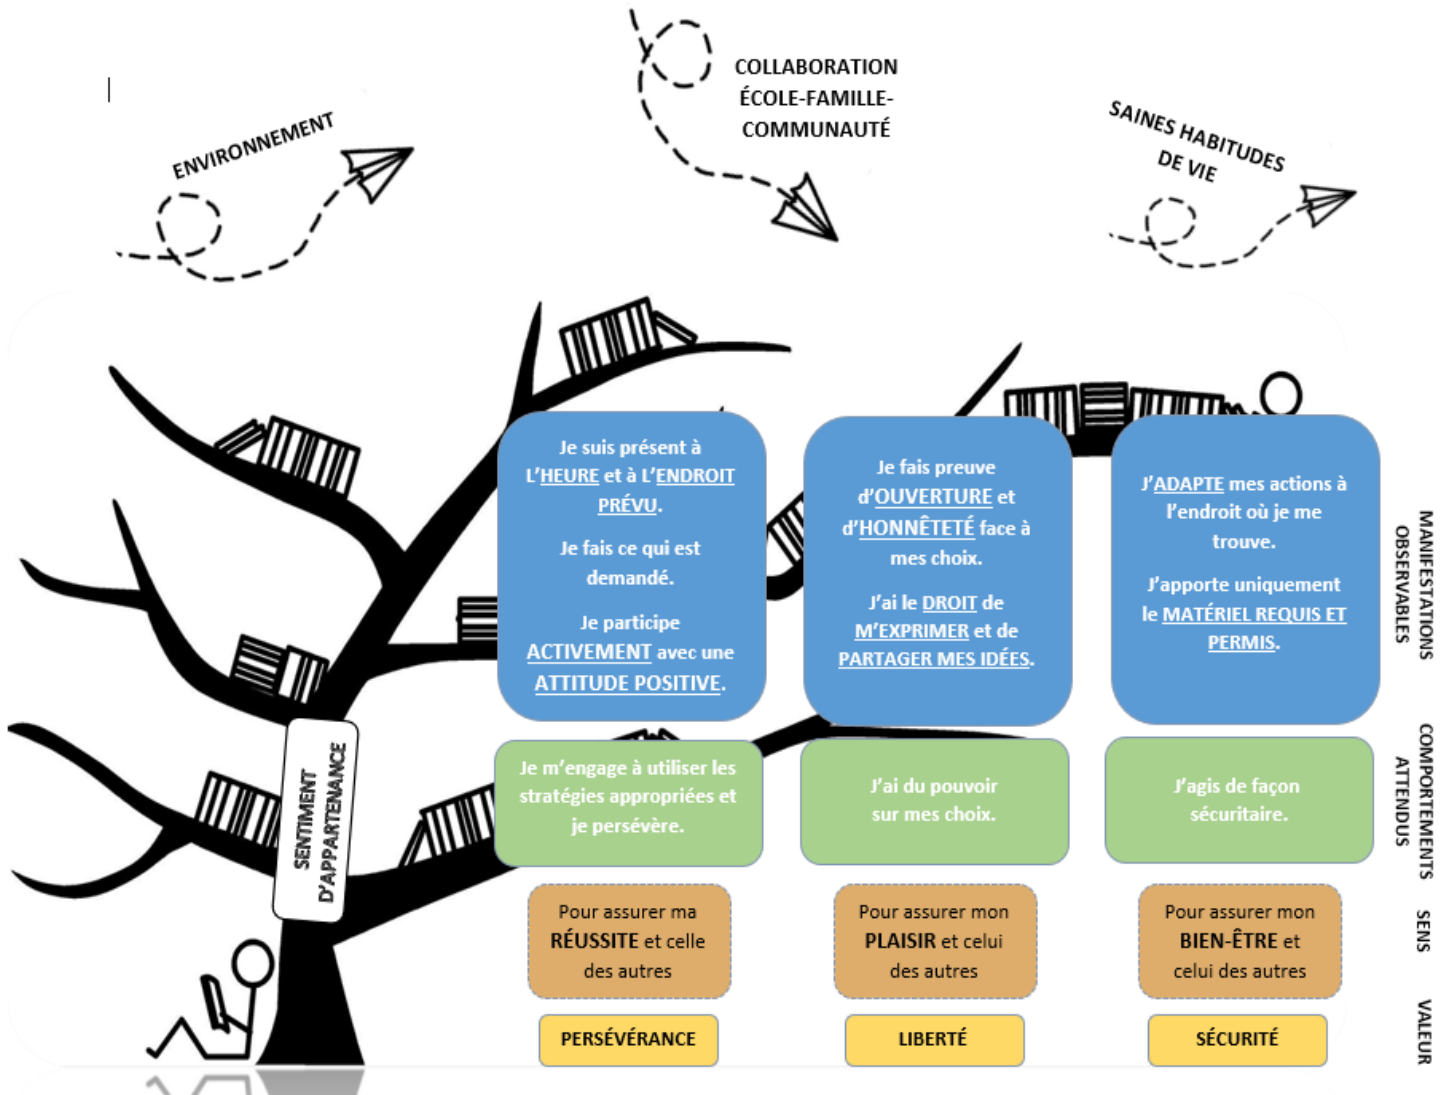 ENVIRONNEMENT
COLLABORATION
ÉCOLE-FAMILLE-
COMMUNAUTÉ
SAINES HABITUDES
DE VIE
Je suis présent à
L'HEURE et à L'ENDROIT
PRÉVU.
Je fais ce qui est
demandé.
Je participe
ACTIVEMENT avec une
ATTITUDE POSITIVE.
Je fais preuve
d'OUVERTURE et
d'HONNÊTETÉ face à
mes choix.
J'ai le DROIT de
M'EXPRIMER et de
PARTAGER MES IDÉES.
J'ADAPTE mes actions à
l'endroit où je me
trouve.
J'apporte uniquement
le MATÉRIEL REQUIS ET
PERMIS.
MANIFESTATIONS
OBSERVABLES
SENTIMENT
D'APPARTENANCE
Je m'engage à utiliser les
stratégies appropriées et
je persévère.
J'ai du pouvoir
sur mes choix.
J'agis de façon
sécuritaire.
COMPORTEMENTS
ATTENDUS
Pour assurer ma
RÉUSSITE et celle
des autres
Pour assurer mon
PLAISIR et celui
des autres
Pour assurer mon
BIEN-ÊTRE et
celui des autres
SENS
PERSÉVÉRANCE
LIBERTÉ
SÉCURITÉ
VALEUR